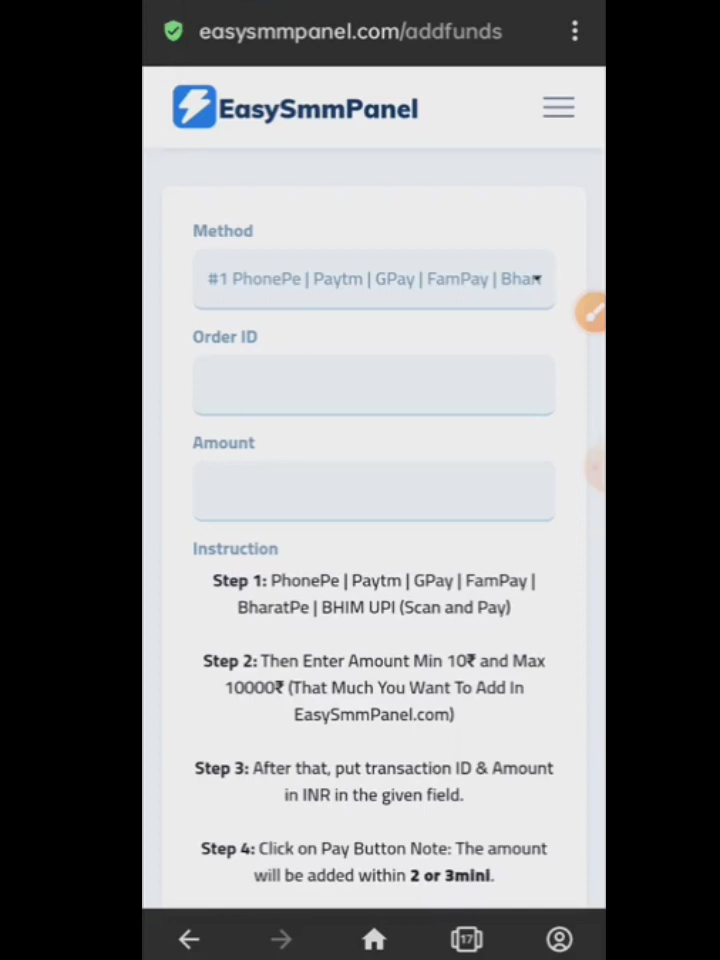 easysmmpanel.com/addfunds
EasySmmPanel
Method
#1 PhonePe | Paytm | GPay | FamPay | Bhar
Order ID
Amount
Instruction
Step 1: PhonePe | Paytm | GPay | FamPay |
BharatPe | BHIM UPI (Scan and Pay)
Step 2: Then Enter Amount Min 10₹ and Max
10000₹ (That Much You Want To Add In
EasySmmPanel.com)
Step 3: After that, put transaction ID & Amount
in INR in the given field.
Step 4: Click on Pay Button Note: The amount
will be added within 2 or 3mini.
17